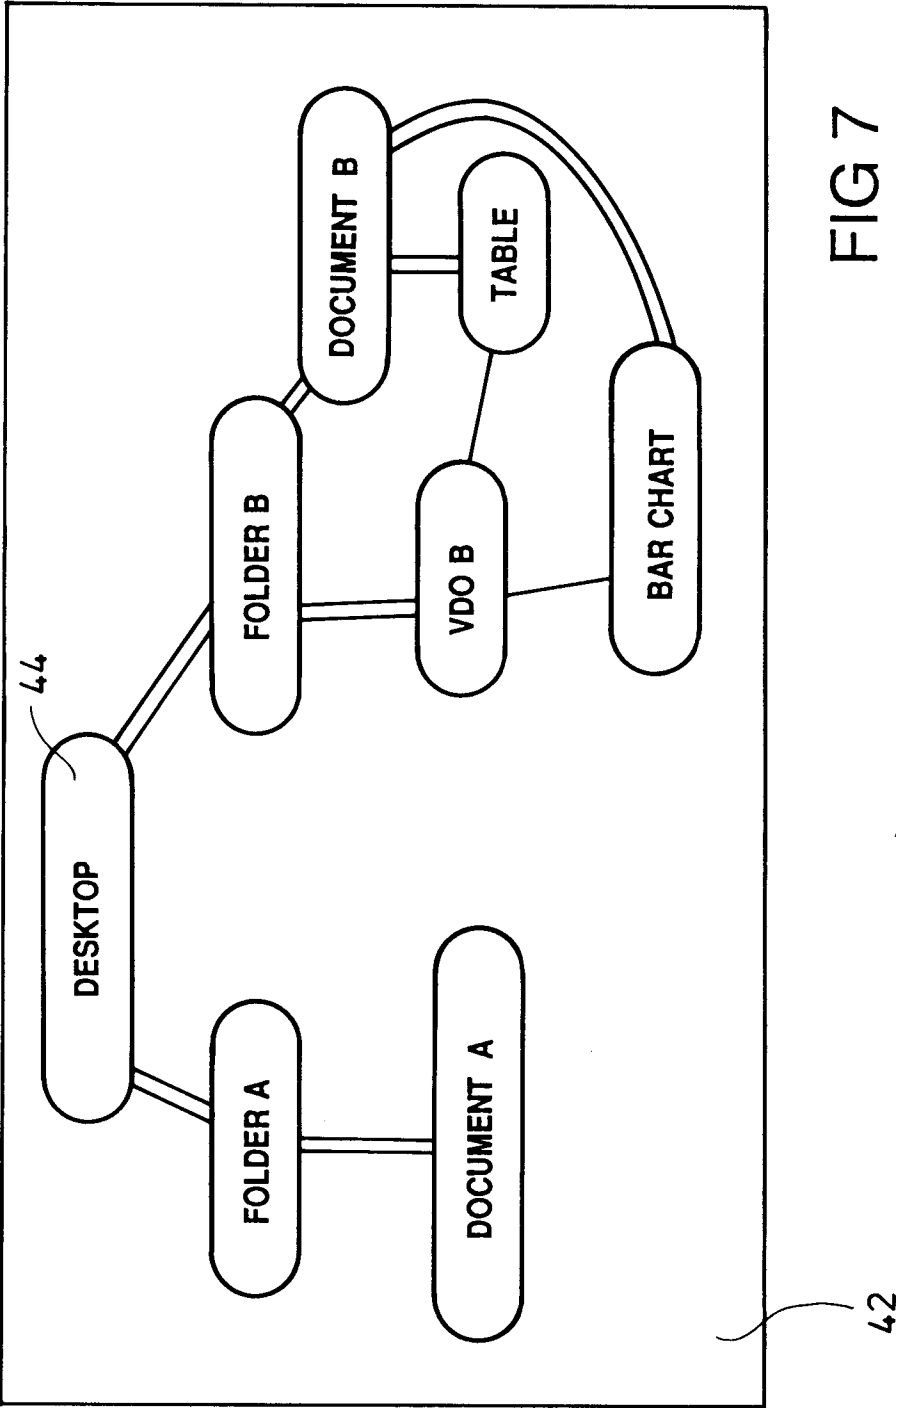 44
DESKTOP
FOLDER A
FOLDER B
DOCUMENT B
DOCUMENT A
VDO B
TABLE
BAR CHART
42
FIG 7